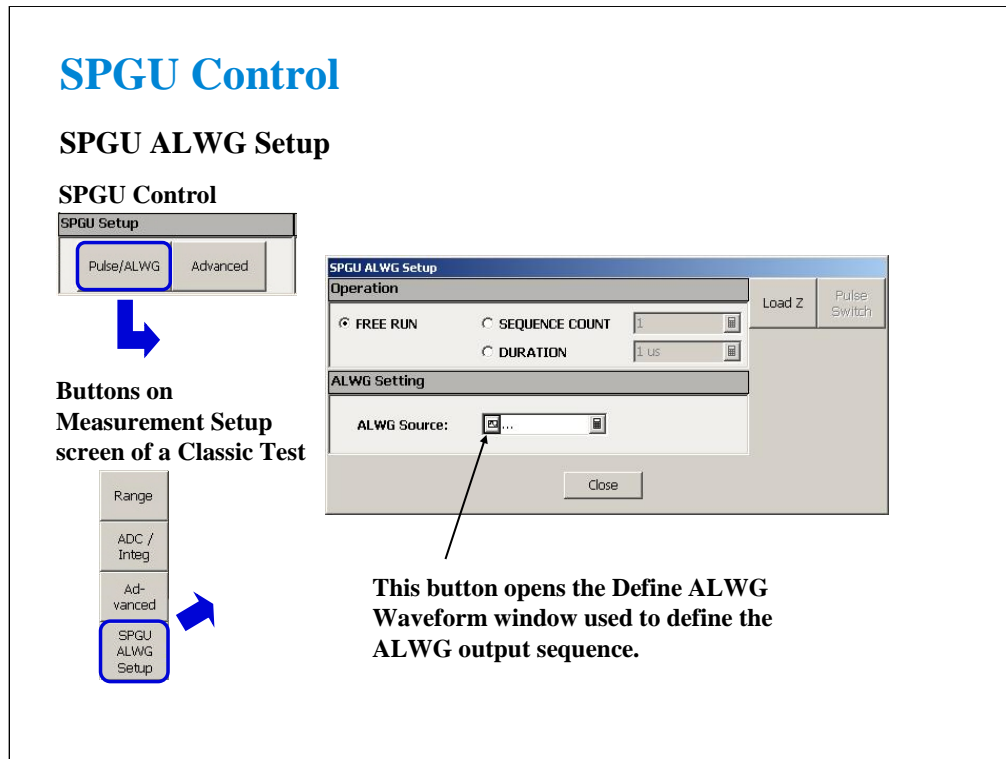 SPGU Control
SPGU ALWG Setup
SPGU Control
SPGU Setup
Pulse/ALWG
Advanced
Buttons on
Measurement Setup
screen of a Classic Test
Range
ADC /
Integ
Ad-
vanced
SPGU
ALWG
Setup
SPGU ALWG Setup
Operation
FREE RUN
SEQUENCE COUNT
1
DURATION
1 us
Load Z
Pulse
Switch
ALWG Setting
ALWG Source:
...
Close
This button opens the Define ALWG
Waveform window used to define the
ALWG output sequence.